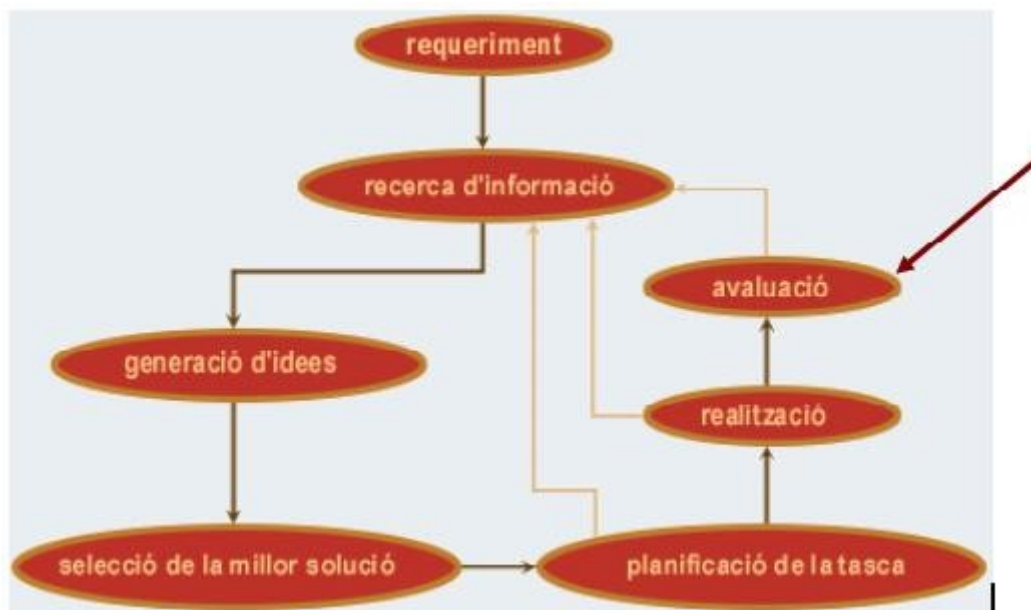 requeriment
recerca d'informació
generació d'idees
selecció de la millor solució
planificació de la tasca
realització
avaluació